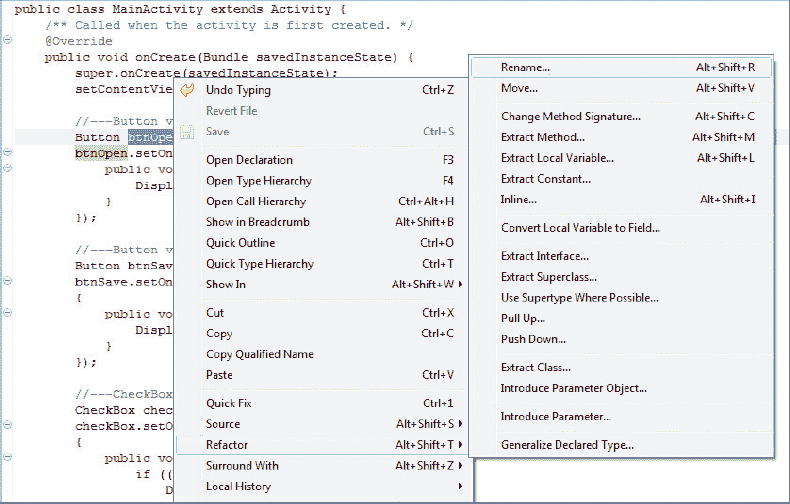 public class MainActivity extends Activity {
/** Called when the activity is first created. */
@Override
public void onCreate(Bundle savedInstanceState) {
super.onCreate(savedInstanceState);
setContentVie
//---Button v
Button btnOpe
btnOpen.setOn
public vo
Displ
}
});
//---Button v
Button btnSav
btnSave.setOn
{
public vo
Displ
}
});
//---CheckBox
CheckBox chec
checkBox.setO
{
public vo
if ((
D
Undo Typing Ctrl+Z
Revert File
Save Ctrl+S
Open Declaration F3
Open Type Hierarchy F4
Open Call Hierarchy Ctrl+Alt+H
Show in Breadcrumb Alt+Shift+B
Quick Outline Ctrl+O
Quick Type Hierarchy Ctrl+T
Show In Alt+Shift+W
Cut Ctrl+X
Copy Ctrl+C
Copy Qualified Name
Paste Ctrl+V
Quick Fix Ctrl+1
Source Alt+Shift+S
Refactor Alt+Shift+T
Surround With Alt+Shift+Z
Local History
Rename... Alt+Shift+R
Move... Alt+Shift+V
Change Method Signature... Alt+Shift+C
Extract Method... Alt+Shift+M
Extract Local Variable... Alt+Shift+L
Extract Constant...
Inline... Alt+Shift+I
Convert Local Variable to Field...
Extract Interface...
Extract Superclass...
Use Supertype Where Possible...
Pull Up...
Push Down...
Extract Class...
Introduce Parameter Object...
Introduce Parameter...
Generalize Declared Type...